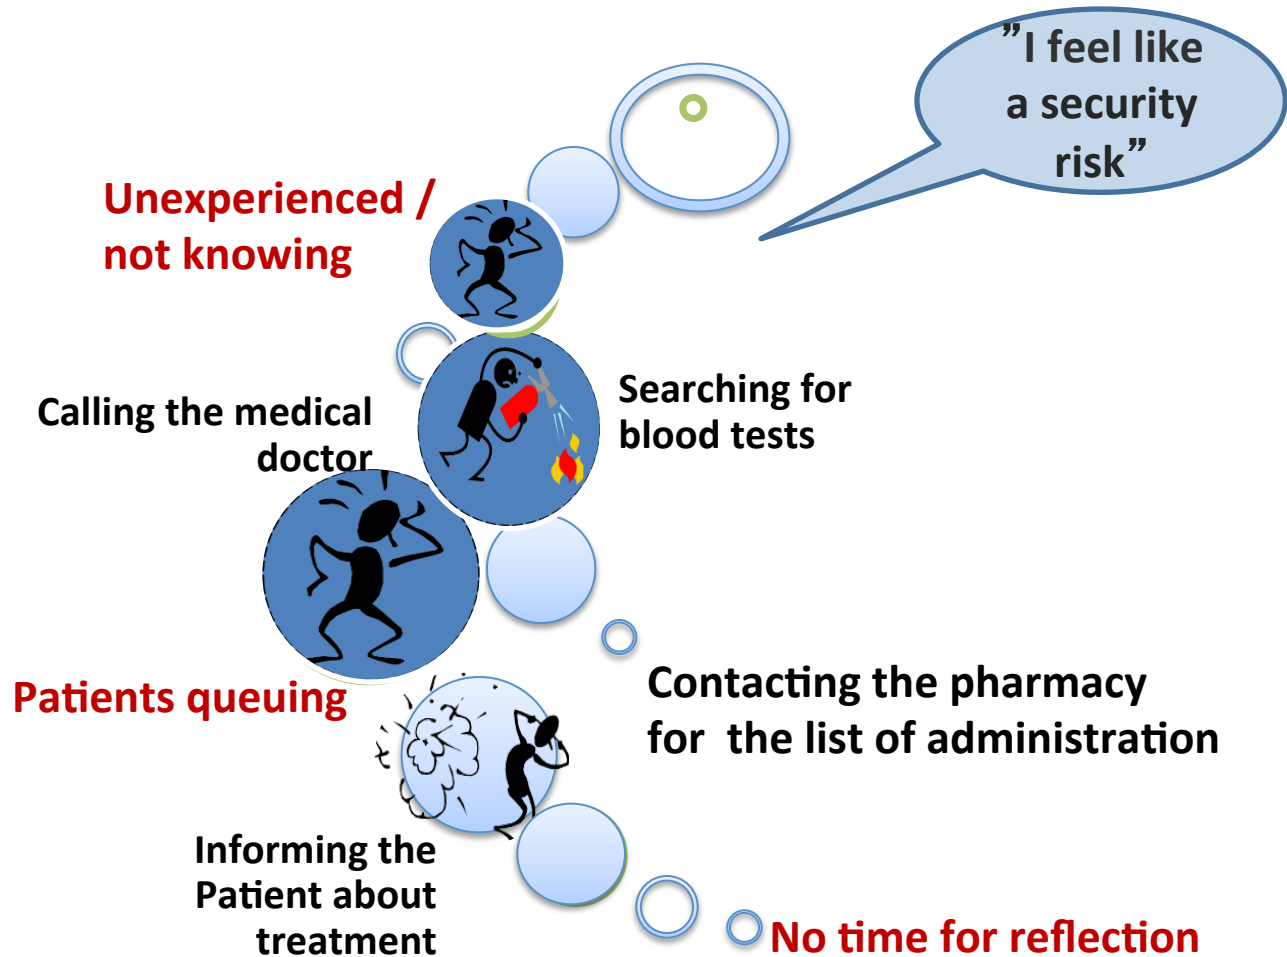 ”I feel like
a security
risk”
Unexperienced /
not knowing
Searching for
blood tests
Calling the medical
doctor
Patients queuing
Contacting the pharmacy
for  the list of administration
Informing the
Patient about
treatment
No time for reflection